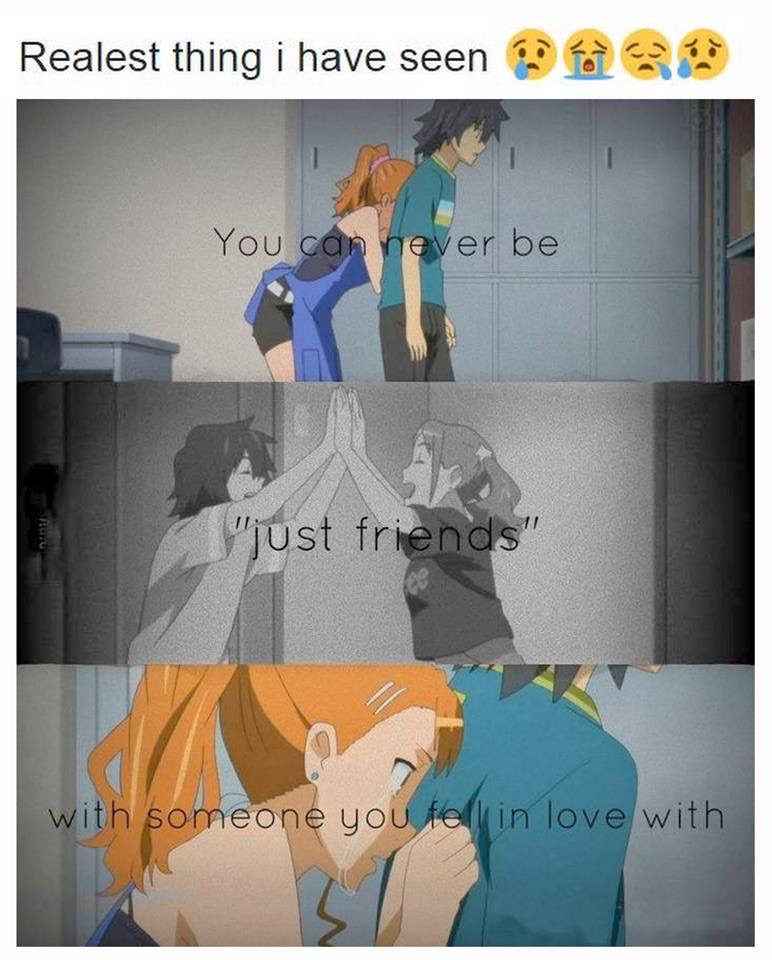 Realest thing i have seen 😢😭😪😟
You can never be
"just friends"
with someone you fell in love with